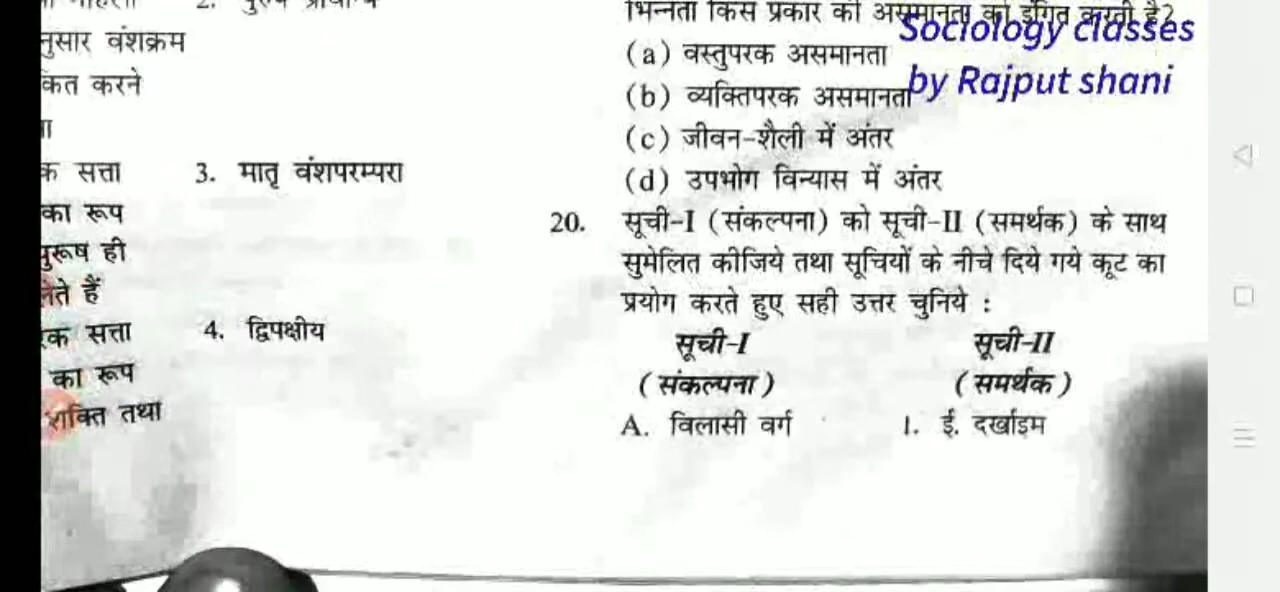 2.
नुसार वंशक्रम
कित करने
क सत्ता 3. मातृ वंशपरम्परा
का रूप
पुरूष ही
लेते हैं
क सत्ता 4. द्विपक्षीय
का रूप
शक्ति तथा
भिन्नता किस प्रकार की असमानता को इंगित करती है?
Sociology classes
by Rajput shani
(a) वस्तुपरक असमानता
(b) व्यक्तिपरक असमानता
(c) जीवन-शैली में अंतर
(d) उपभोग विन्यास में अंतर
20. सूची-I (संकल्पना) को सूची-II (समर्थक) के साथ
सुमेलित कीजिये तथा सूचियों के नीचे दिये गये कूट का
प्रयोग करते हुए सही उत्तर चुनिये :
सूची-I सूची-II
(संकल्पना) (समर्थक)
A. विलासी वर्ग 1. ई. दर्खाइम